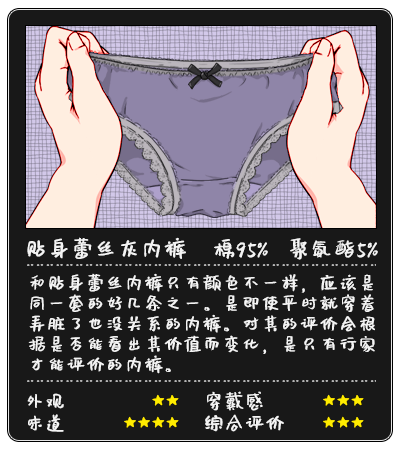 贴身蕾丝灰内裤 棉95% 聚氨酯5%
和贴身蕾丝内裤只有颜色不一样，应该是
同一套的好几条之一。是即使平时就穿着
弄脏了也没关系的内裤。对其的评价会根
据是否能看出其价值而变化，是只有行家
才能评价的内裤。
外观 ★★ 穿戴感 ★★★
味道 ★★★★ 综合评价 ★★★